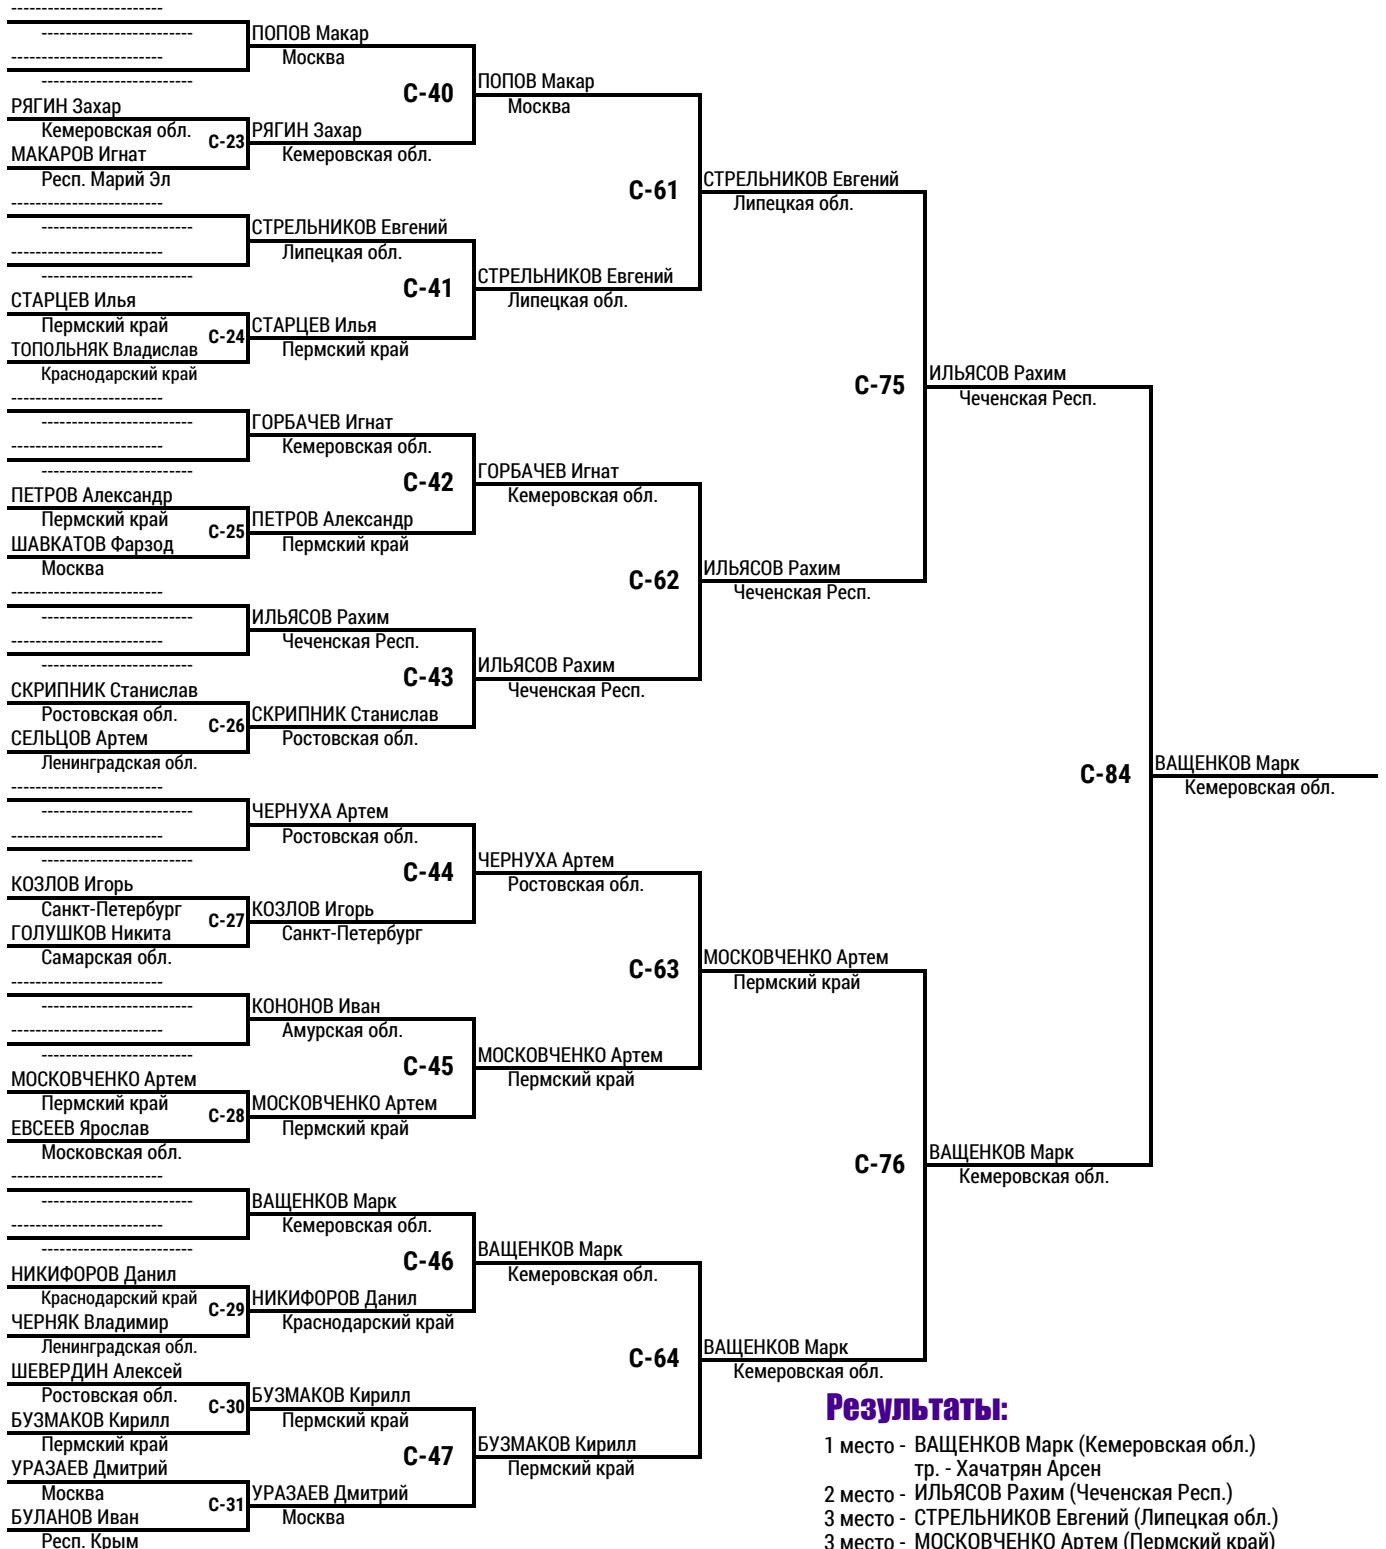 -------------------------
-------------------------
-------------------------
-------------------------
РЯГИН Захар
Кемеровская обл.
С-23
МАКАРОВ Игнат
Респ. Марий Эл
-------------------------
-------------------------
-------------------------
-------------------------
СТАРЦЕВ Илья
Пермский край
С-24
ТОПОЛЬНЯК Владислав
Краснодарский край
-------------------------
-------------------------
-------------------------
-------------------------
ПЕТРОВ Александр
Пермский край
С-25
ШАВКАТОВ Фарзод
Москва
-------------------------
-------------------------
-------------------------
-------------------------
СКРИПНИК Станислав
Ростовская обл.
С-26
СЕЛЬЦОВ Артем
Ленинградская обл.
-------------------------
-------------------------
-------------------------
-------------------------
КОЗЛОВ Игорь
Санкт-Петербург
С-27
ГОЛУШКОВ Никита
Самарская обл.
-------------------------
-------------------------
-------------------------
-------------------------
МОСКОВЧЕНКО Артем
Пермский край
С-28
ЕВСЕЕВ Ярослав
Московская обл.
-------------------------
-------------------------
-------------------------
-------------------------
НИКИФОРОВ Данил
Краснодарский край
С-29
ЧЕРНЯК Владимир
Ленинградская обл.
ШЕВЕРДИН Алексей
Ростовская обл.
С-30
БУЗМАКОВ Кирилл
Пермский край
УРАЗАЕВ Дмитрий
Москва
С-31
БУЛАНОВ Иван
Респ. Крым
ПОПОВ Макар
Москва
С-40
РЯГИН Захар
Кемеровская обл.
СТРЕЛЬНИКОВ Евгений
Липецкая обл.
С-41
СТАРЦЕВ Илья
Пермский край
ГОРБАЧЕВ Игнат
Кемеровская обл.
С-42
ПЕТРОВ Александр
Пермский край
ИЛЬЯСОВ Рахим
Чеченская Респ.
С-43
СКРИПНИК Станислав
Ростовская обл.
ЧЕРНУХА Артем
Ростовская обл.
С-44
КОЗЛОВ Игорь
Санкт-Петербург
КОНОНОВ Иван
Амурская обл.
С-45
МОСКОВЧЕНКО Артем
Пермский край
ВАЩЕНКОВ Марк
Кемеровская обл.
С-46
НИКИФОРОВ Данил
Краснодарский край
БУЗМАКОВ Кирилл
Пермский край
С-47
УРАЗАЕВ Дмитрий
Москва
ПОПОВ Макар
Москва
С-61
СТРЕЛЬНИКОВ Евгений
Липецкая обл.
ГОРБАЧЕВ Игнат
Кемеровская обл.
С-62
ИЛЬЯСОВ Рахим
Чеченская Респ.
ЧЕРНУХА Артем
Ростовская обл.
С-63
МОСКОВЧЕНКО Артем
Пермский край
ВАЩЕНКОВ Марк
Кемеровская обл.
С-64
БУЗМАКОВ Кирилл
Пермский край
СТРЕЛЬНИКОВ Евгений
Липецкая обл.
С-75
ИЛЬЯСОВ Рахим
Чеченская Респ.
МОСКОВЧЕНКО Артем
Пермский край
С-76
ВАЩЕНКОВ Марк
Кемеровская обл.
ИЛЬЯСОВ Рахим
Чеченская Респ.
С-84
ВАЩЕНКОВ Марк
Кемеровская обл.
ВАЩЕНКОВ Марк
Кемеровская обл.
Результаты:
1 место - ВАЩЕНКОВ Марк (Кемеровская обл.)
тр. - Хачатрян Арсен
2 место - ИЛЬЯСОВ Рахим (Чеченская Респ.)
3 место - СТРЕЛЬНИКОВ Евгений (Липецкая обл.)
3 место - МОСКОВЧЕНКО Артем (Пермский край)